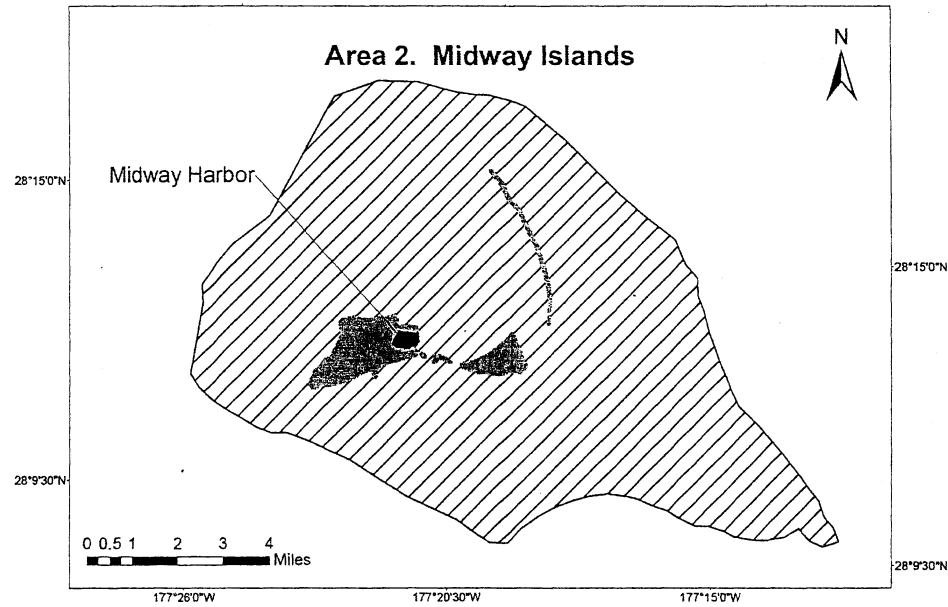 Area 2.  Midway Islands
N
28°15'0"N
Midway Harbor
28°15'0"N
28°9'30"N
0 0.5 1 2 3 4
Miles
28°9'30"N
177°26'0"W 177°20'30"W 177°15'0"W